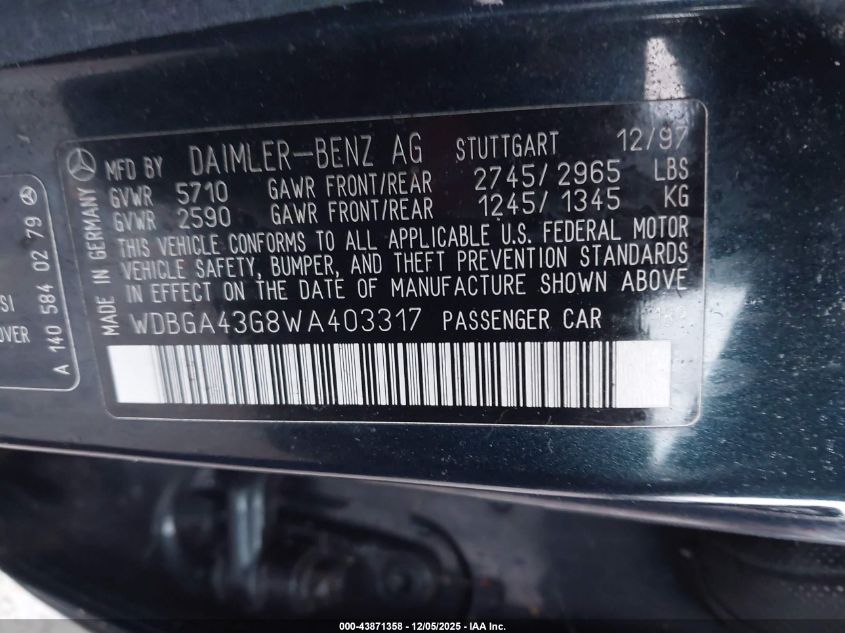 MFD BY DAIMLER-BENZ AG STUTTGART 12/97
GVWR 5710 GAWR FRONT/REAR 2745/2965 LBS
GVWR 2590 GAWR FRONT/REAR 1245/1345 KG
THIS VEHICLE CONFORMS TO ALL APPLICABLE U.S. FEDERAL MOTOR
VEHICLE SAFETY, BUMPER, AND THEFT PREVENTION STANDARDS
IN EFFECT ON THE DATE OF MANUFACTURE SHOWN ABOVE
WDBGA43G8WA403317 PASSENGER CAR
MADE IN GERMANY
A 140 584 02 79
SI
OVER
000-43871358 - 12/05/2025 - IAA Inc.